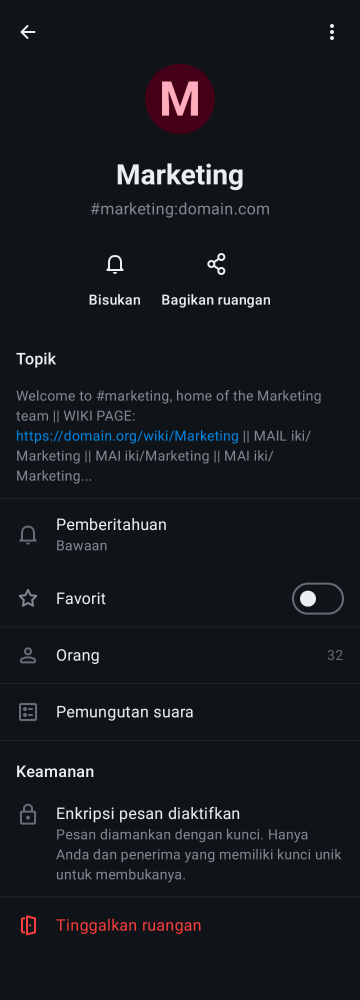 M
Marketing
#marketing:domain.com
Bisukan
Bagikan ruangan
Topik
Welcome to #marketing, home of the Marketing
team || WIKI PAGE:
https://domain.org/wiki/Marketing || MAIL iki/
Marketing || MAI iki/Marketing || MAI iki/
Marketing...
Pemberitahuan
Bawaan
Favorit
Orang
32
Pemungutan suara
Keamanan
Enkripsi pesan diaktifkan
Pesan diamankan dengan kunci. Hanya
Anda dan penerima yang memiliki kunci unik
untuk membukanya.
Tinggalkan ruangan